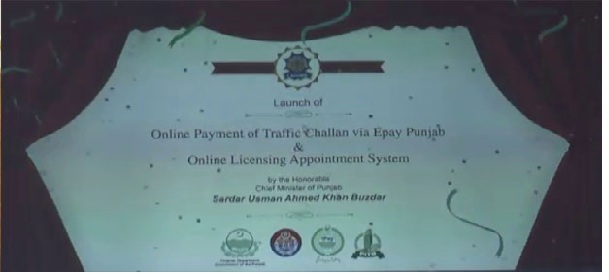 Launch of
Online Payment of Traffic Challan via Epay Punjab
&
Online Licensing Appointment System
by the Honorable
Chief Minister of Punjab
Sardar Usman Ahmed Khan Buzdar
PITB